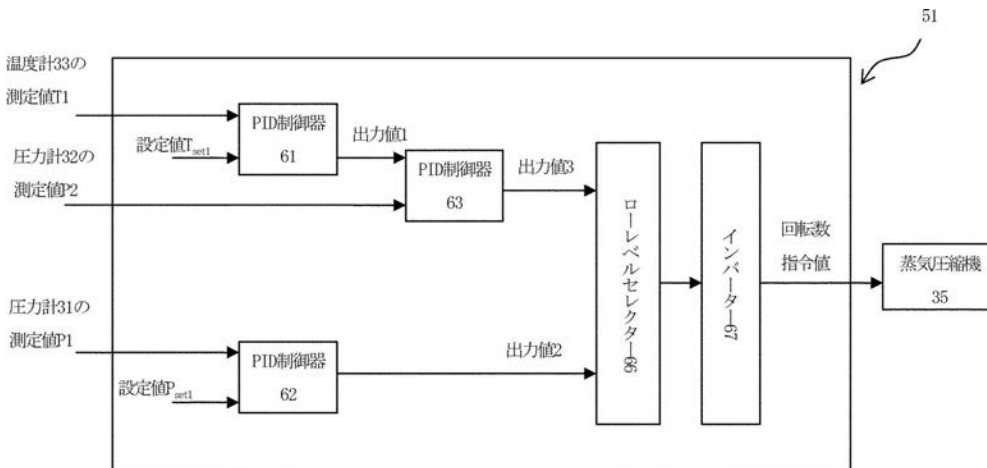 51
温度計33の
測定値T1
PID制御器
61
設定値Tset1
出力値1
圧力計32の
測定値P2
PID制御器
63
出力値3
ローレベルセレクター66
インバーター67
回転数
指令値
蒸気圧縮機
35
圧力計31の
測定値P1
PID制御器
62
設定値Pset1
出力値2